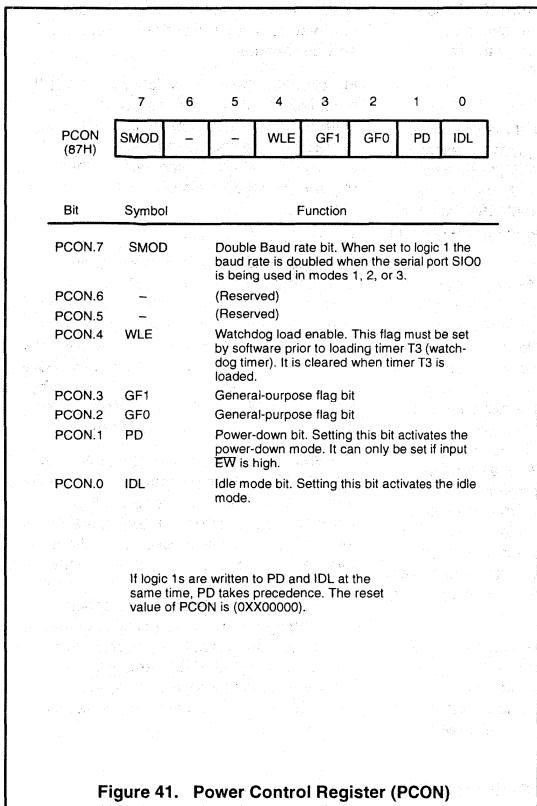 7 6 5 4 3 2 1 0
PCON SMOD – – WLE GF1 GF0 PD IDL
(87H)
Bit Symbol Function
PCON.7 SMOD Double Baud rate bit. When set to logic 1 the
baud rate is doubled when the serial port SIO0
is being used in modes 1, 2, or 3.
PCON.6 – (Reserved)
PCON.5 – (Reserved)
PCON.4 WLE Watchdog load enable. This flag must be set
by software prior to loading timer T3 (watch-
dog timer). It is cleared when timer T3 is
loaded.
PCON.3 GF1 General-purpose flag bit
PCON.2 GF0 General-purpose flag bit
PCON.1 PD Power-down bit. Setting this bit activates the
power-down mode. It can only be set if input
E̅W̅ is high.
PCON.0 IDL Idle mode bit. Setting this bit activates the idle
mode.
If logic 1s are written to PD and IDL at the
same time, PD takes precedence. The reset
value of PCON is (0XX00000).
Figure 41. Power Control Register (PCON)